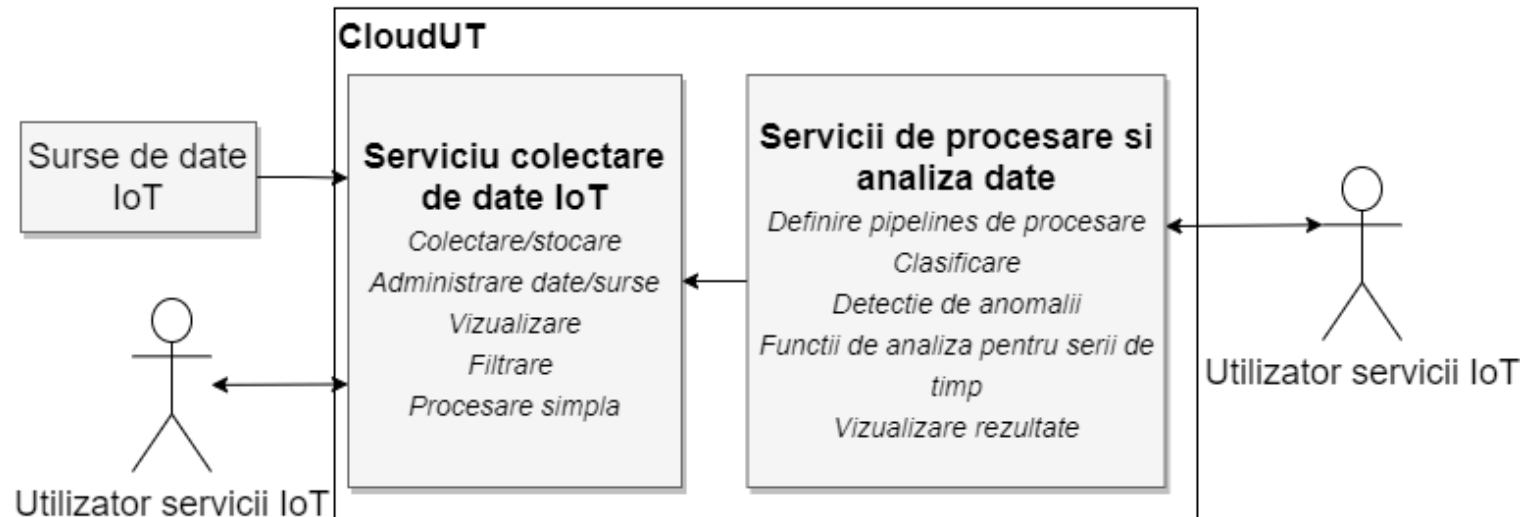 CloudUT
Surse de date
IoT
Serviciu colectare
de date IoT
Colectare/stocare
Administrare date/surse
Vizualizare
Filtrare
Procesare simpla
Servicii de procesare si
analiza date
Definire pipelines de procesare
Clasificare
Detectie de anomalii
Functii de analiza pentru serii de
timp
Vizualizare rezultate
Utilizator servicii IoT
Utilizator servicii IoT